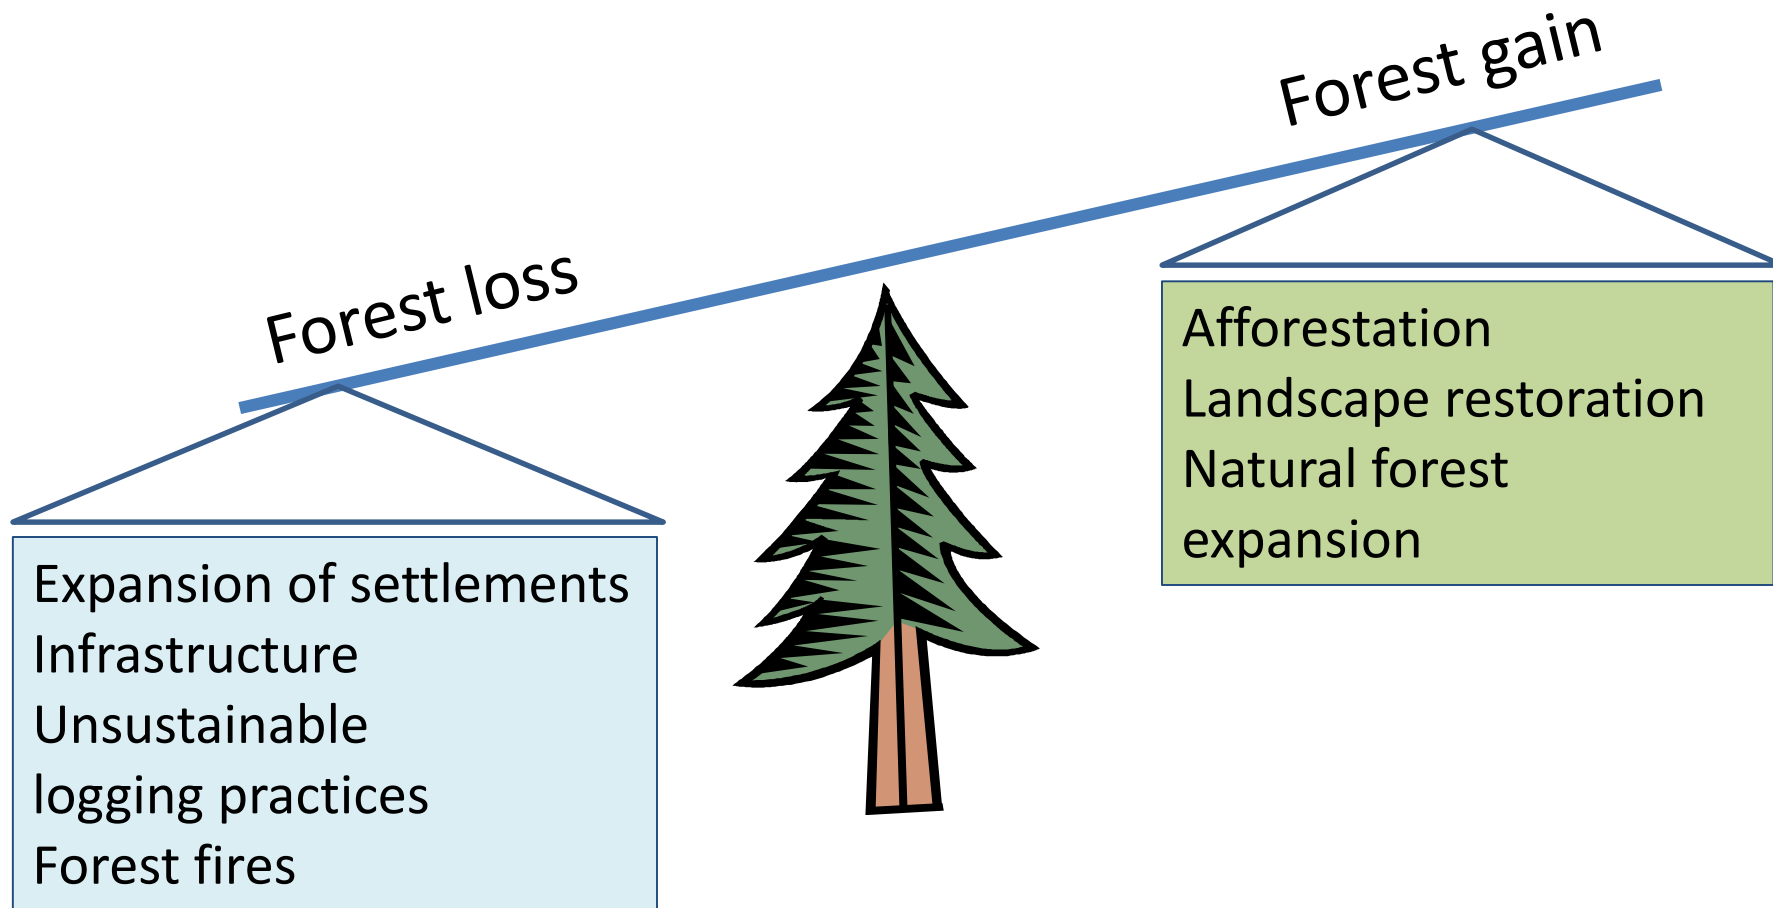 Forest gain
Forest loss
Afforestation
Landscape restoration
Natural forest
expansion
Expansion of settlements
Infrastructure
Unsustainable
logging practices
Forest fires